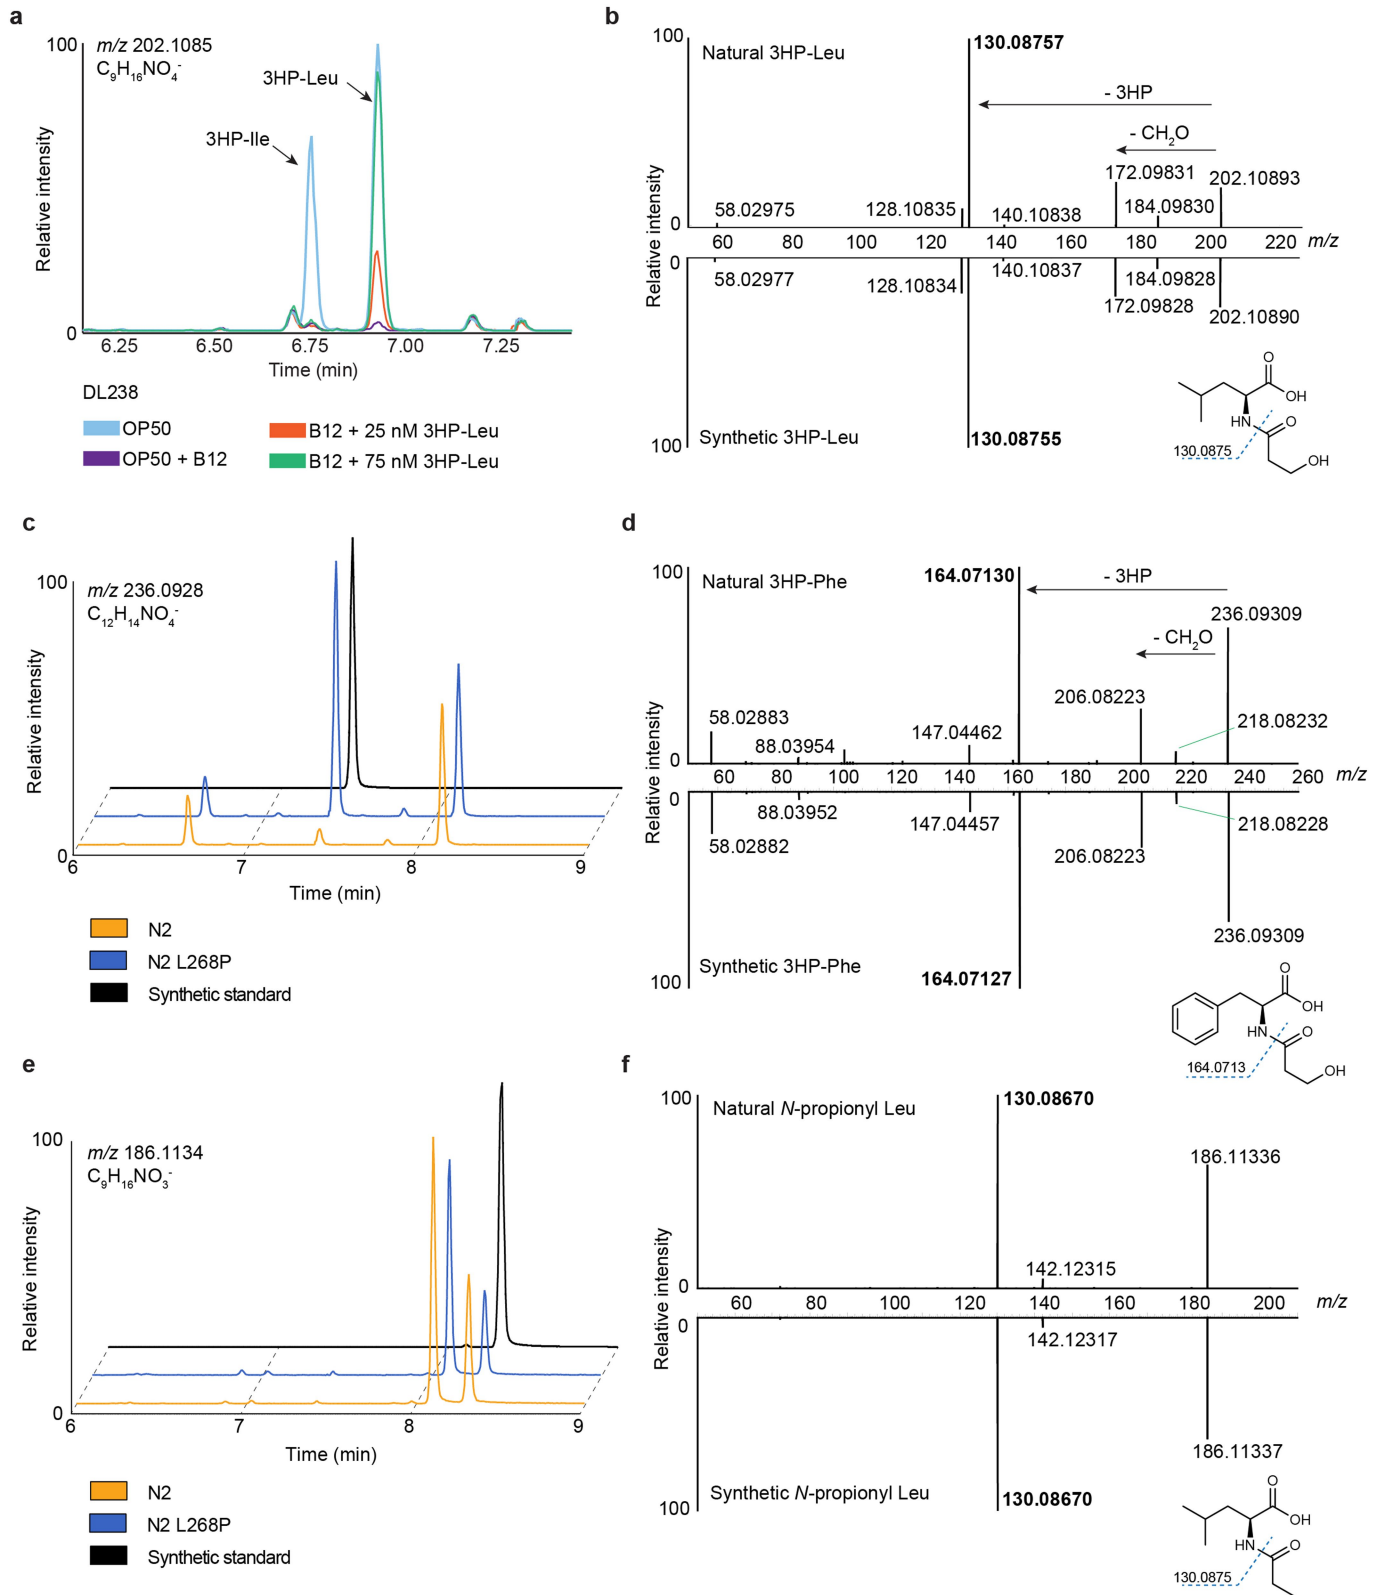 a
m/z 202.1085
C9H16NO4-
100
0
Relative intensity
3HP-Ile
3HP-Leu
6.25 6.50 6.75 7.00 7.25
Time (min)
DL238
OP50
OP50 + B12
B12 + 25 nM 3HP-Leu
B12 + 75 nM 3HP-Leu
b
100
Natural 3HP-Leu
130.08757
- 3HP
- CH2O
172.09831
202.10893
184.09830
58.02975
128.10835
140.10838
0
Relative intensity
60 80 100 120 140 160 180 200 220 m/z
0
58.02977
128.10834
140.10837
184.09828
172.09828
202.10890
100
Synthetic 3HP-Leu
130.08755
O
OH
HN
O
130.0875
OH
c
100
m/z 236.0928
C12H14NO4-
Relative intensity
0
6 7 8 9
Time (min)
N2
N2 L268P
Synthetic standard
d
100
Natural 3HP-Phe
164.07130
- 3HP
236.09309
- CH2O
206.08223
218.08232
58.02883
88.03954
147.04462
0
Relative intensity
60 80 100 120 140 160 180 200 220 240 260 m/z
0
58.02882
88.03952
147.04457
206.08223
218.08228
236.09309
100
Synthetic 3HP-Phe
164.07127
O
OH
HN
O
164.0713
OH
e
100
m/z 186.1134
C9H16NO3-
Relative intensity
0
6 7 8 9
Time (min)
N2
N2 L268P
Synthetic standard
f
100
Natural N-propionyl Leu
130.08670
186.11336
142.12315
0
Relative intensity
60 80 100 120 140 160 180 200 m/z
0
142.12317
186.11337
100
Synthetic N-propionyl Leu
130.08670
O
OH
HN
O
130.0875